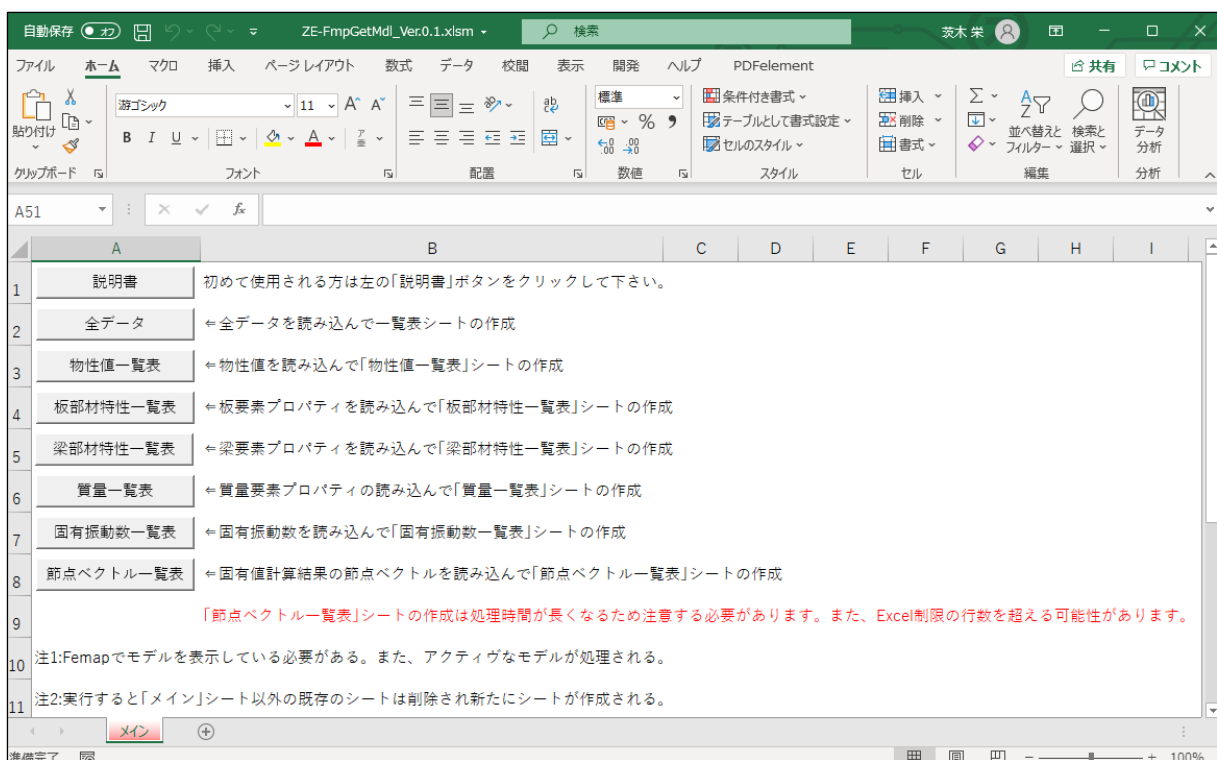 自動保存 オフ ZE-FmpGetMdl_Ver.0.1.xlsm 検索 茨木 栄
ファイル ホーム マクロ 挿入 ページ レイアウト 数式 データ 校閲 表示 開発 ヘルプ PDFelement 共有 コメント
游ゴシック 11 A A 標準 条件付き書式 挿入 Σ
貼り付け B I U A % 9 テーブルとして書式設定 削除 並べ替えと フィルター 検索と 選択 データ 分析
セルのスタイル 書式
クリップボード フォント 配置 数値 スタイル セル 編集 分析
A51 fx
A B C D E F G H I
1 説明書 初めて使用される方は左の「説明書」ボタンをクリックして下さい。
2 全データ ⇐全データを読み込んで一覧表シートの作成
3 物性値一覧表 ⇐物性値を読み込んで「物性値一覧表」シートの作成
4 板部材特性一覧表 ⇐板要素プロパティを読み込んで「板部材特性一覧表」シートの作成
5 梁部材特性一覧表 ⇐梁要素プロパティを読み込んで「梁部材特性一覧表」シートの作成
6 質量一覧表 ⇐質量要素プロパティの読み込んで「質量一覧表」シートの作成
7 固有振動数一覧表 ⇐固有振動数を読み込んで「固有振動数一覧表」シートの作成
8 節点ベクトル一覧表 ⇐固有値計算結果の節点ベクトルを読み込んで「節点ベクトル一覧表」シートの作成
9 「節点ベクトル一覧表」シートの作成は処理時間が長くなるため注意する必要があります。また、Excel制限の行数を超える可能性があります。
10 注1:Femapでモデルを表示している必要がある。また、アクティヴなモデルが処理される。
11 注2:実行すると「メイン」シート以外の既存のシートは削除され新たにシートが作成される。
メイン
準備完了 100%